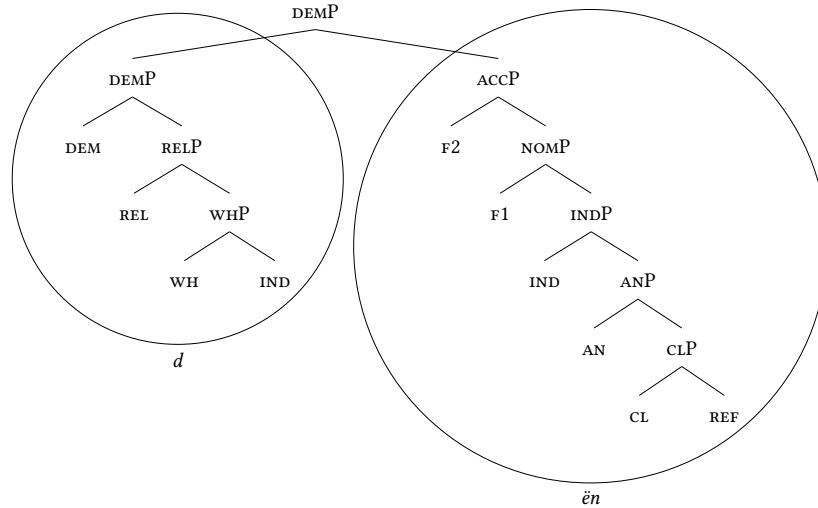 DEMP
DEMP ACCP
DEM RELP F2 NOMP
REL WHP F1 INDP
WH IND IND ANP
d AN CLP
CL REF
ën